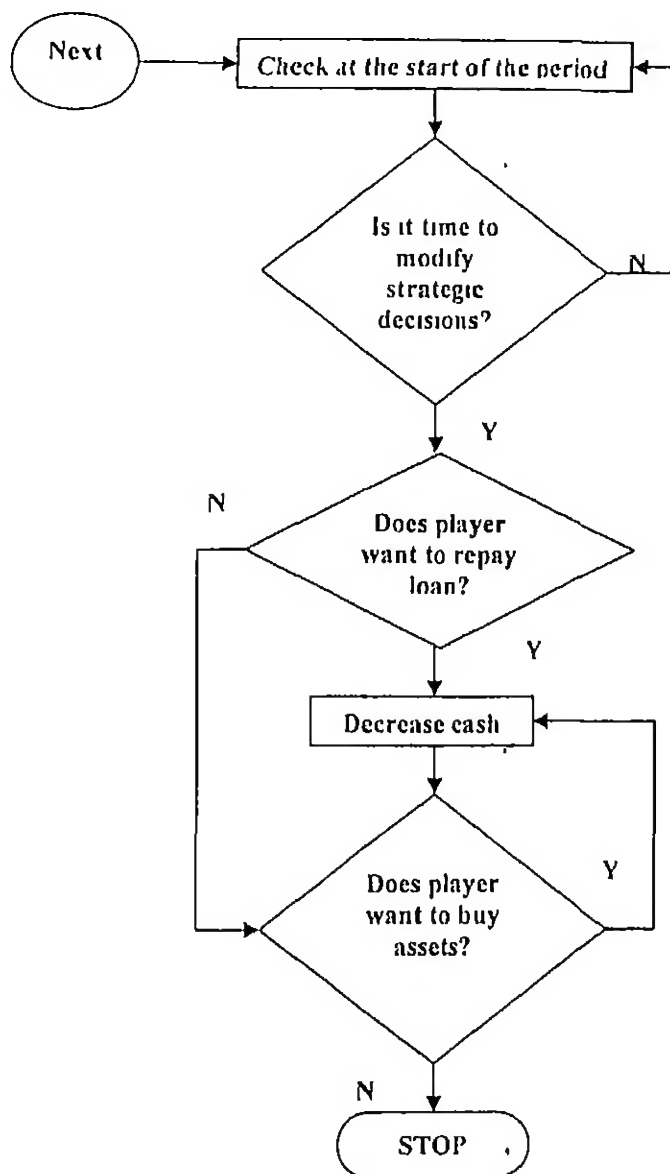 Next
Check at the start of the period
Is it time to
modify
strategic
decisions?
N
Y
N
Does player
want to repay
loan?
Y
Decrease cash
Does player
want to buy
assets?
Y
N
STOP